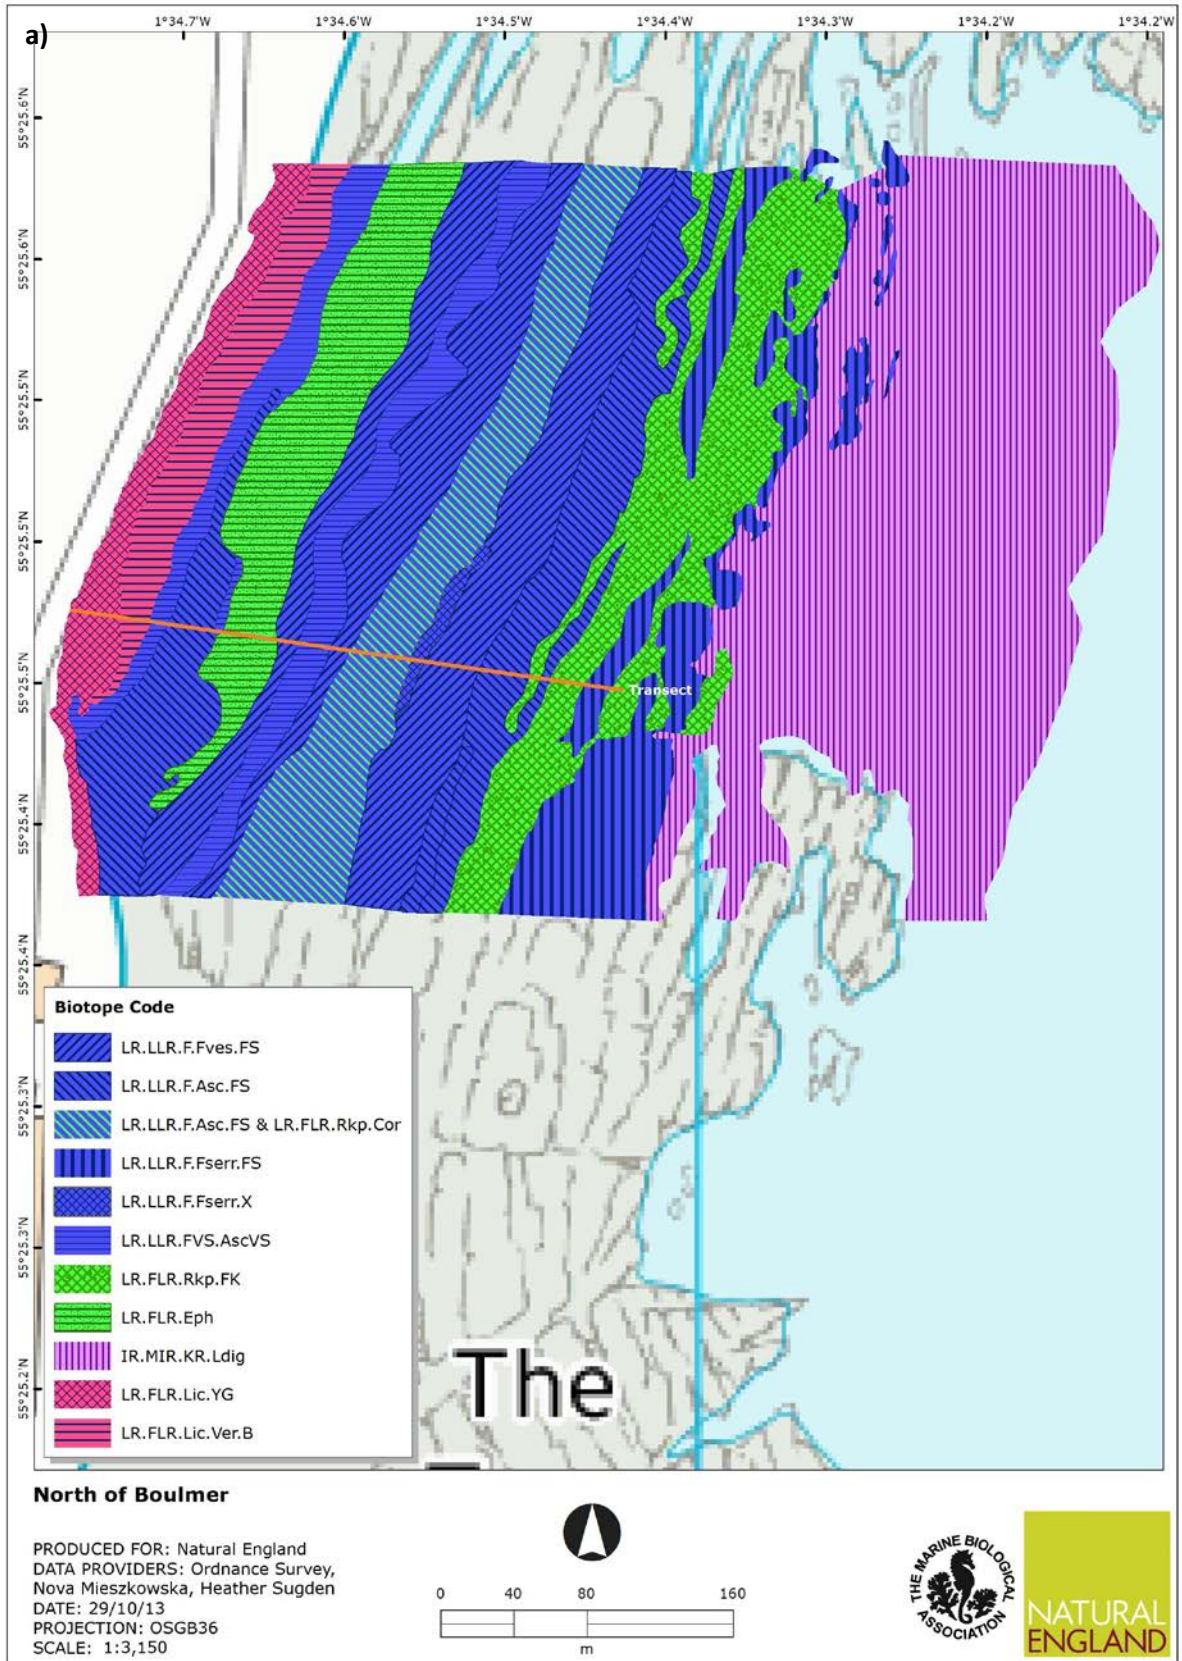 a)
1°34.7'W 1°34.6'W 1°34.5'W 1°34.4'W 1°34.3'W 1°34.2'W 1°34.2'W
55°25.6'N
55°25.5'N
55°25.5'N
55°25.5'N
55°25.4'N
55°25.4'N
55°25.3'N
55°25.3'N
55°25.2'N
Transect
Biotope Code
LR.LLR.F.Fves.FS
LR.LLR.F.Asc.FS
LR.LLR.F.Asc.FS & LR.FLR.Rkp.Cor
LR.LLR.F.Fserr.FS
LR.LLR.F.Fserr.X
LR.LLR.FVS.AscVS
LR.FLR.Rkp.FK
LR.FLR.Eph
IR.MIR.KR.Ldig
LR.FLR.Lic.YG
LR.FLR.Lic.Ver.B
The
North of Boulmer
PRODUCED FOR: Natural England
DATA PROVIDERS: Ordnance Survey,
Nova Mieszkowska, Heather Sugden
DATE: 29/10/13
PROJECTION: OSGB36
SCALE: 1:3,150
0 40 80 160
m
THE MARINE BIOLOGICAL
ASSOCIATION
NATURAL
ENGLAND